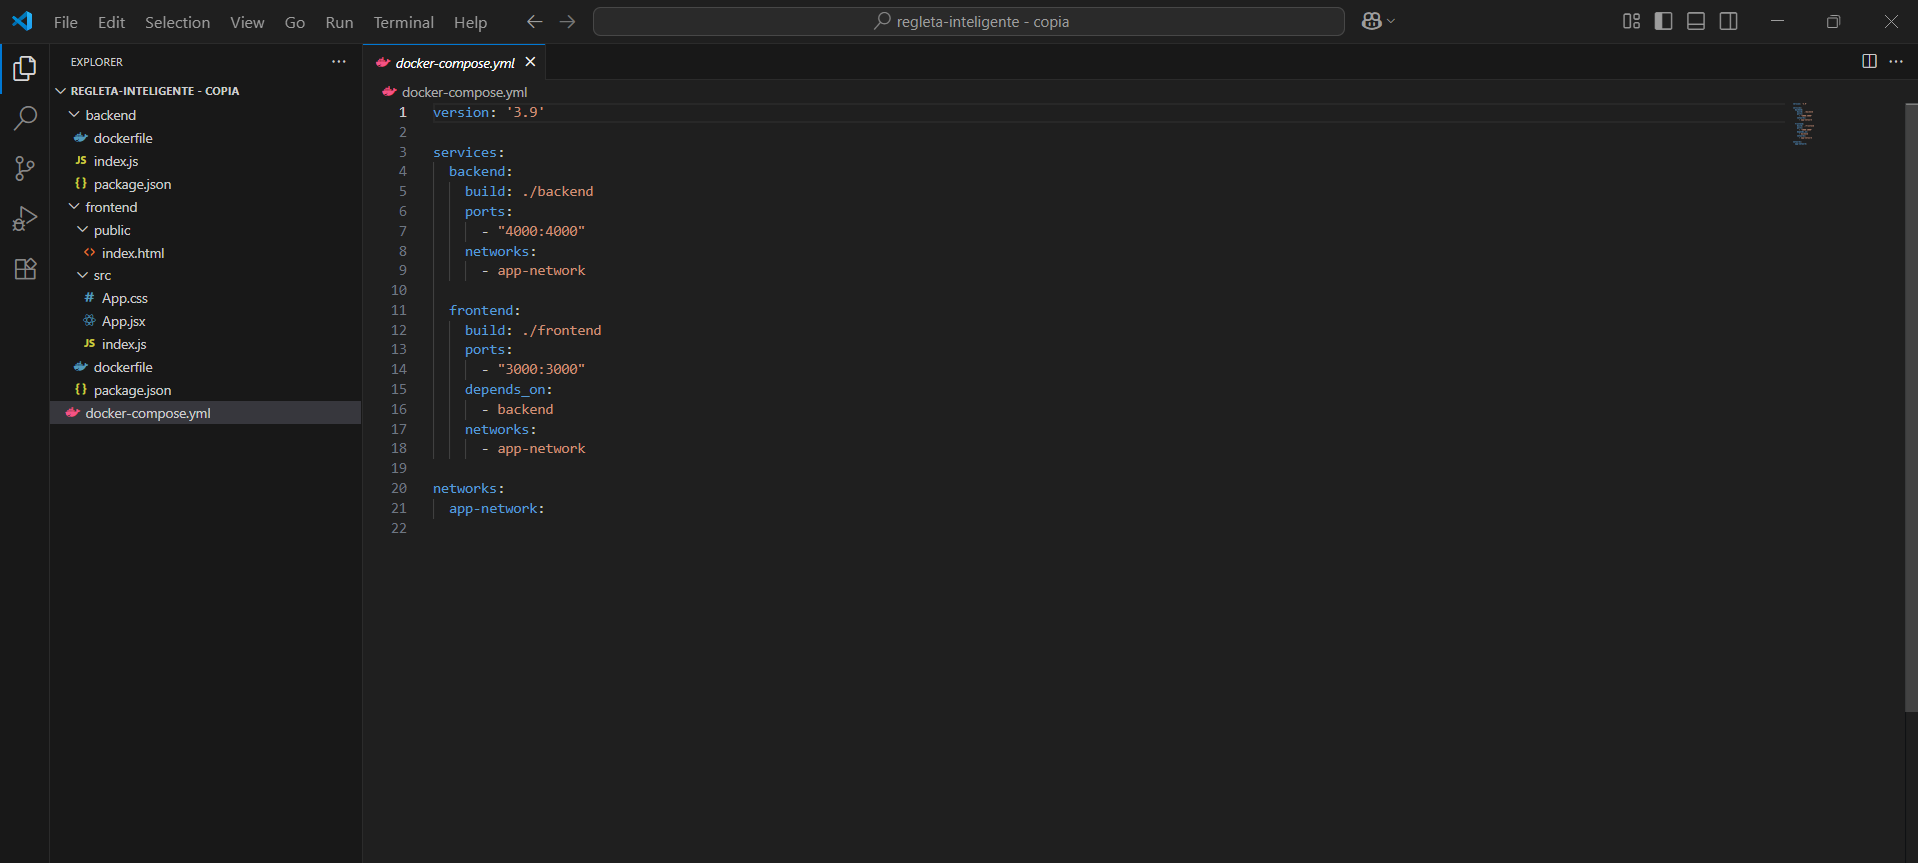 File Edit Selection View Go Run Terminal Help
regleta-inteligente - copia
EXPLORER
REGLETA-INTELIGENTE - COPIA
backend
dockerfile
JS index.js
{} package.json
frontend
public
<> index.html
src
# App.css
App.jsx
JS index.js
dockerfile
{} package.json
docker-compose.yml
docker-compose.yml
docker-compose.yml
1 version: '3.9'
2
3 services:
4 backend:
5 build: ./backend
6 ports:
7 - "4000:4000"
8 networks:
9 - app-network
10
11 frontend:
12 build: ./frontend
13 ports:
14 - "3000:3000"
15 depends_on:
16 - backend
17 networks:
18 - app-network
19
20 networks:
21 app-network:
22